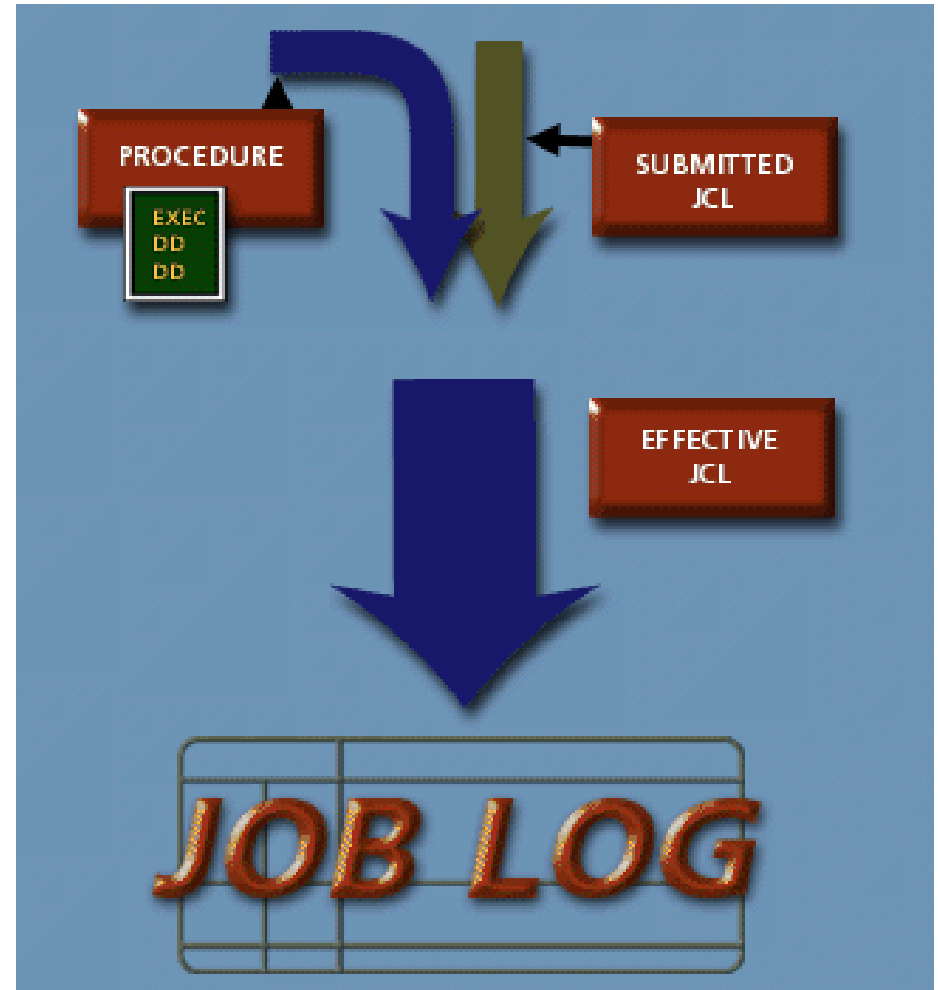 PROCEDURE
EXEC
DD
DD
SUBMITTED
JCL
EFFECTIVE
JCL
JOB LOG